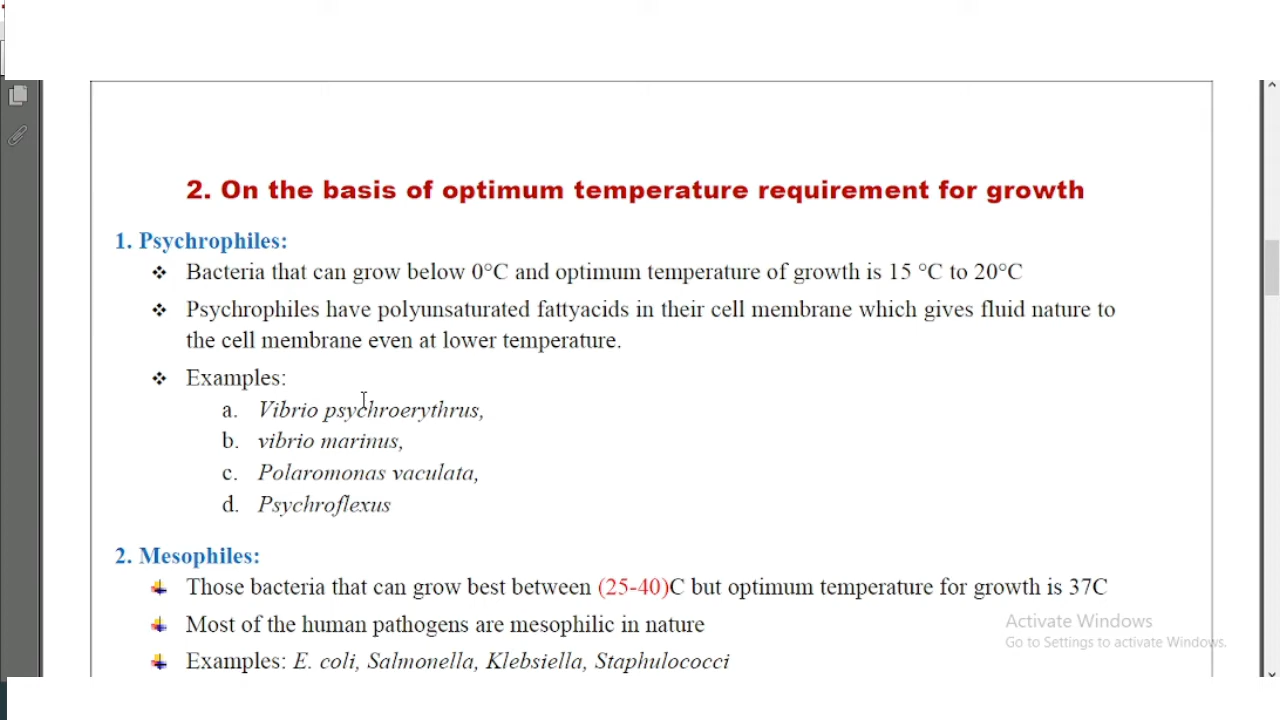 2. On the basis of optimum temperature requirement for growth
1. Psychrophiles:
❖ Bacteria that can grow below 0°C and optimum temperature of growth is 15 °C to 20°C
❖ Psychrophiles have polyunsaturated fattyacids in their cell membrane which gives fluid nature to
the cell membrane even at lower temperature.
❖ Examples:
a. Vibrio psychroerythrus,
b. vibrio marinus,
c. Polaromonas vaculata,
d. Psychroflexus
2. Mesophiles:
Those bacteria that can grow best between (25-40)C but optimum temperature for growth is 37C
Most of the human pathogens are mesophilic in nature
Examples: E. coli, Salmonella, Klebsiella, Staphulococci
Activate Windows
Go to Settings to activate Windows.